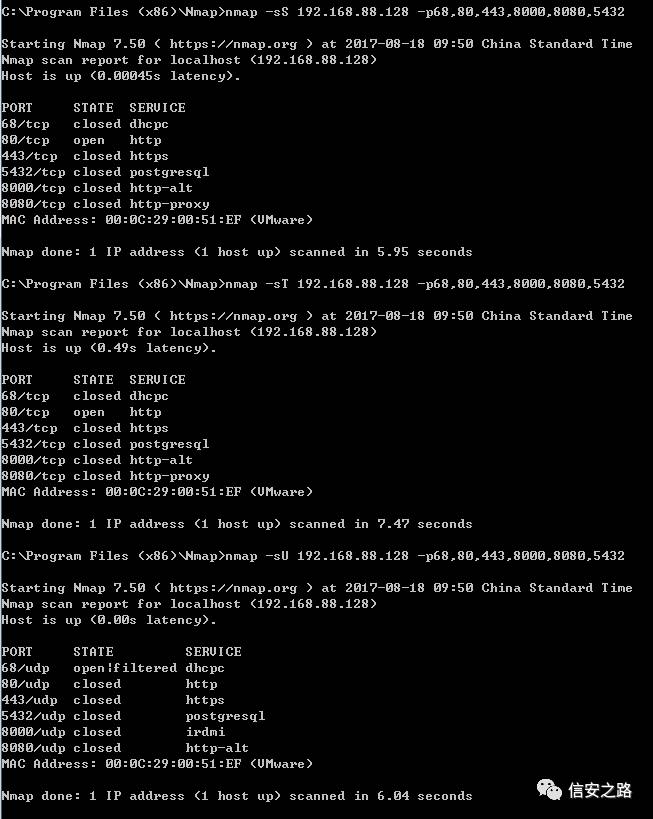 C:\Program Files (x86)\Nmap>nmap -sS 192.168.88.128 -p68,80,443,8000,8080,5432
Starting Nmap 7.50 ( https://nmap.org ) at 2017-08-18 09:50 China Standard Time
Nmap scan report for localhost (192.168.88.128)
Host is up (0.00045s latency).
PORT     STATE  SERVICE
68/tcp   closed dhcpc
80/tcp   open   http
443/tcp  closed https
5432/tcp closed postgresql
8000/tcp closed http-alt
8080/tcp closed http-proxy
MAC Address: 00:0C:29:00:51:EF (VMware)
Nmap done: 1 IP address (1 host up) scanned in 5.95 seconds
C:\Program Files (x86)\Nmap>nmap -sT 192.168.88.128 -p68,80,443,8000,8080,5432
Starting Nmap 7.50 ( https://nmap.org ) at 2017-08-18 09:50 China Standard Time
Nmap scan report for localhost (192.168.88.128)
Host is up (0.49s latency).
PORT     STATE  SERVICE
68/tcp   closed dhcpc
80/tcp   open   http
443/tcp  closed https
5432/tcp closed postgresql
8000/tcp closed http-alt
8080/tcp closed http-proxy
MAC Address: 00:0C:29:00:51:EF (VMware)
Nmap done: 1 IP address (1 host up) scanned in 7.47 seconds
C:\Program Files (x86)\Nmap>nmap -sU 192.168.88.128 -p68,80,443,8000,8080,5432
Starting Nmap 7.50 ( https://nmap.org ) at 2017-08-18 09:50 China Standard Time
Nmap scan report for localhost (192.168.88.128)
Host is up (0.00s latency).
PORT     STATE         SERVICE
68/udp   open|filtered dhcpc
80/udp   closed        http
443/udp  closed        https
5432/udp closed        postgresql
8000/udp closed        irdmi
8080/udp closed        http-alt
MAC Address: 00:0C:29:00:51:EF (VMware)
Nmap done: 1 IP address (1 host up) scanned in 6.04 seconds
信安之路